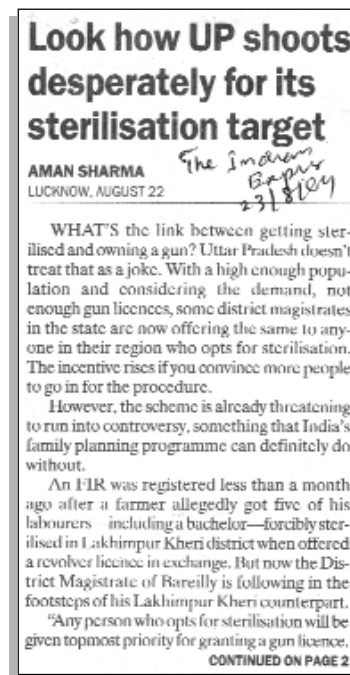 Look how UP shoots
desperately for its
sterilisation target
The Indian
Express
23/8/04
AMAN SHARMA
LUCKNOW, AUGUST 22
WHAT'S the link between getting ster-
ilised and owning a gun? Uttar Pradesh doesn't
treat that as a joke. With a high enough popu-
lation and considering the demand, not
enough gun licences, some district magistrates
in the state are now offering the same to any-
one in their region who opts for sterilisation.
The incentive rises if you convince more people
to go in for the procedure.
However, the scheme is already threatening
to run into controversy, something that India's
family planning programme can definitely do
without.
An FIR was registered less than a month
ago after a farmer allegedly got five of his
labourers—including a bachelor—forcibly ster-
ilised in Lakhimpur Kheri district when offered
a revolver licence in exchange. But now the Dis-
trict Magistrate of Bareilly is following in the
footsteps of his Lakhimpur Kheri counterpart.
"Any person who opts for sterilisation will be
given topmost priority for granting a gun licence.
CONTINUED ON PAGE 2